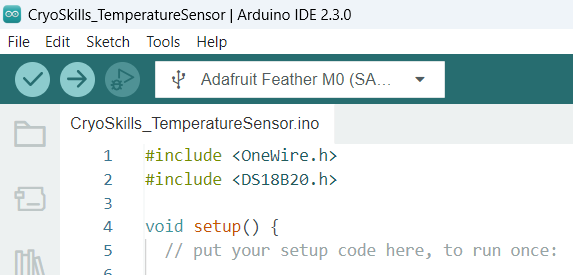 CryoSkills_TemperatureSensor | Arduino IDE 2.3.0
File Edit Sketch Tools Help
Adafruit Feather M0 (SA...
CryoSkills_TemperatureSensor.ino
1 #include <OneWire.h>
2 #include <DS18B20.h>
3
4 void setup() {
5 // put your setup code here, to run once: